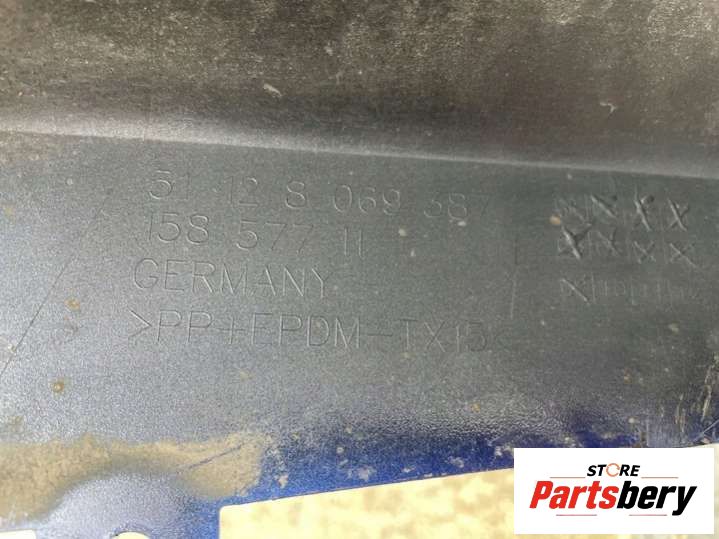 51 12 8 069 387
158 577 11
GERMANY
>PP+EPDM-TX15<
STORE
Partsbery